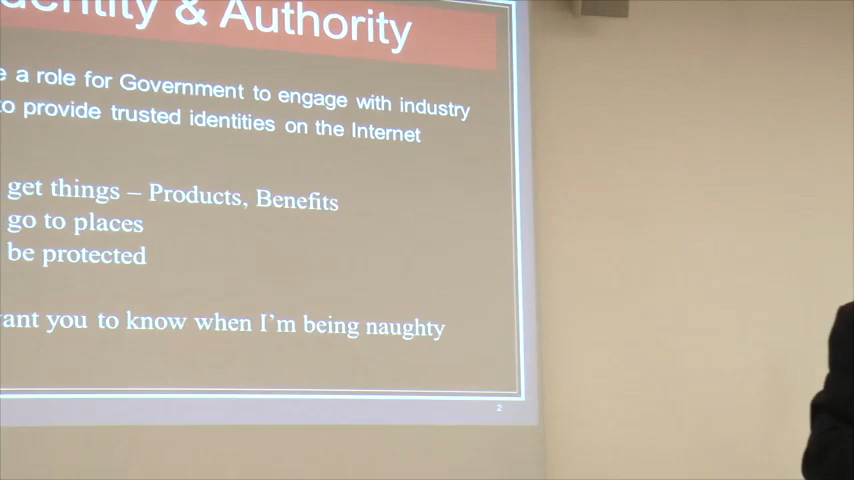 & Authority
a role for Government to engage with industry
to provide trusted identities on the Internet
get things – Products, Benefits
go to places
be protected
you to know when I'm being naughty
2